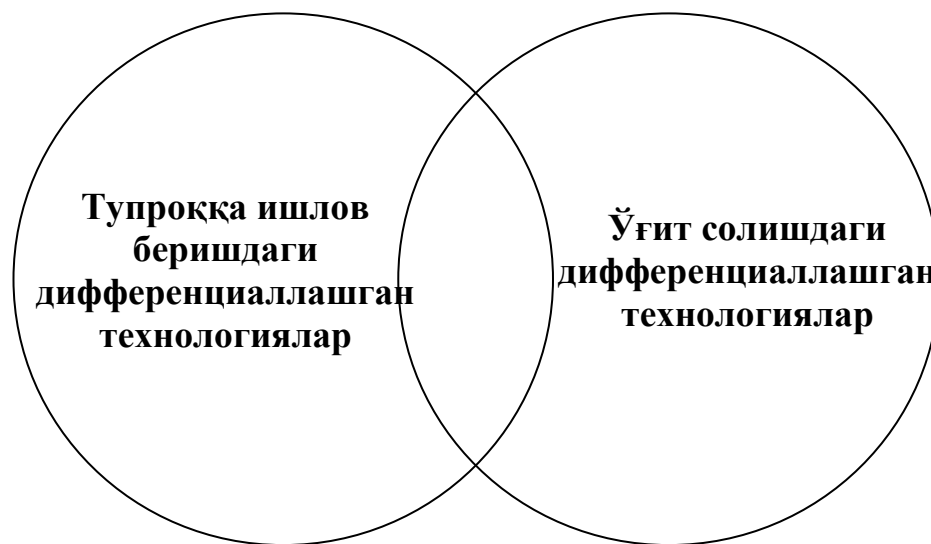 Тупроққа ишлов
беришдаги
дифференциаллашган
технологиялар
Ўғит солишдаги
дифференциаллашган
технологиялар